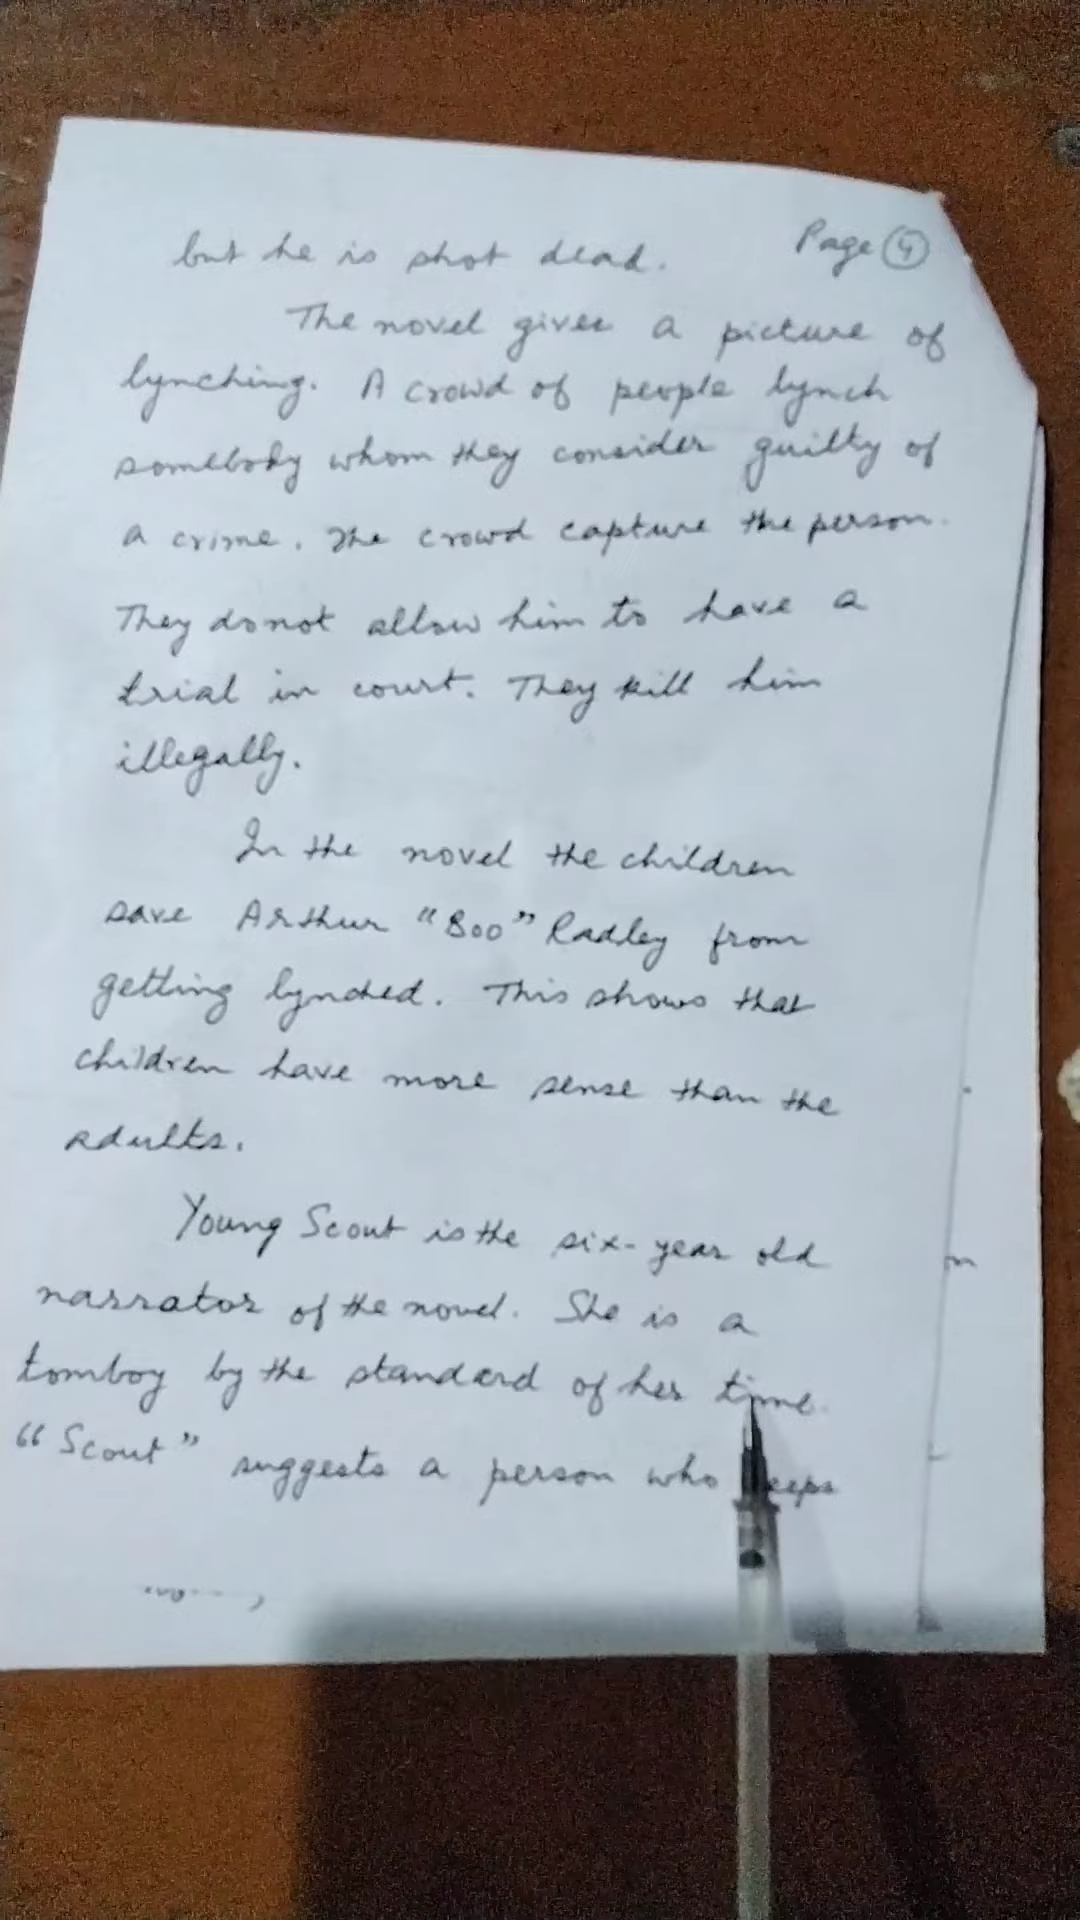 Page 4
but he is shot dead.
The novel gives a picture of
lynching. A crowd of people lynch
somebody whom they consider guilty of
a crime. The crowd capture the person.
They donot allow him to have a
trial in court. They kill him
illegally.
In the novel the children
save Arthur "Boo" Radley from
getting lynched. This shows that
children have more sense than the
adults.
Young Scout is the six-year old
narrator of the novel. She is a
tomboy by the standard of her time.
"Scout" suggests a person who keeps